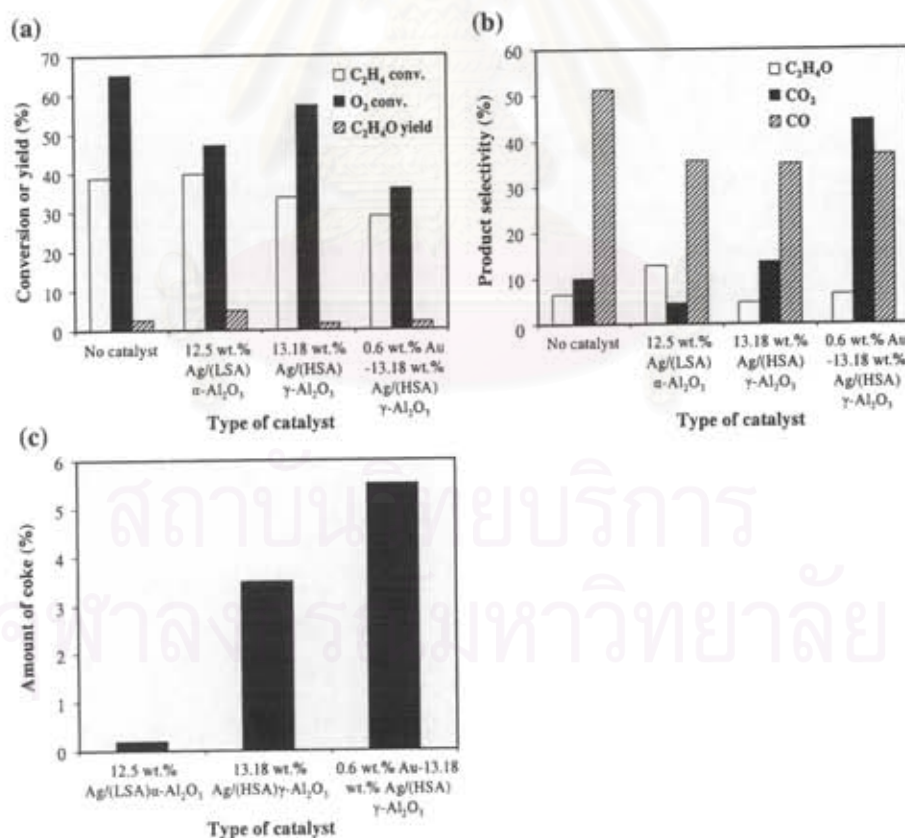 (a)
70
60
50
40
30
20
10
0
Conversion or yield (%)
C₂H₄ conv.
O₂ conv.
C₂H₄O yield
No catalyst
12.5 wt.%
Ag/(LSA)
α-Al₂O₃
13.18 wt.%
Ag/(HSA)
γ-Al₂O₃
0.6 wt.% Au
-13.18 wt.%
Ag/(HSA)
γ-Al₂O₃
Type of catalyst
(b)
60
50
40
30
20
10
0
Product selectivity (%)
C₂H₄O
CO₂
CO
No catalyst
12.5 wt.%
Ag/(LSA)
α-Al₂O₃
13.18 wt.%
Ag/(HSA)
γ-Al₂O₃
0.6 wt.% Au
-13.18 wt.%
Ag/(HSA)
γ-Al₂O₃
Type of catalyst
(c)
6
5
4
3
2
1
0
Amount of coke (%)
12.5 wt.%
Ag/(LSA)α-Al₂O₃
13.18 wt.%
Ag/(HSA)γ-Al₂O₃
0.6 wt.% Au-13.18
wt.% Ag/(HSA)
γ-Al₂O₃
Type of catalyst
สถาบันวิทยบริการ
จุฬาลงกรณ์มหาวิทยาลัย